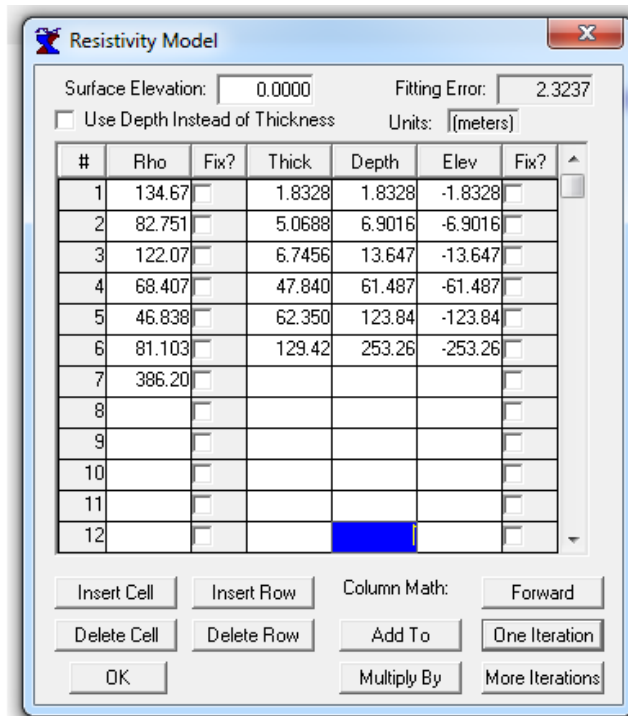 Resistivity Model
Surface Elevation: 0.0000 Fitting Error: 2.3237
Use Depth Instead of Thickness Units: (meters)
# Rho Fix? Thick Depth Elev Fix?
1 134.67 1.8328 1.8328 -1.8328
2 82.751 5.0688 6.9016 -6.9016
3 122.07 6.7456 13.647 -13.647
4 68.407 47.840 61.487 -61.487
5 46.838 62.350 123.84 -123.84
6 81.103 129.42 253.26 -253.26
7 386.20
8
9
10
11
12
Insert Cell Insert Row Column Math: Forward
Delete Cell Delete Row Add To One Iteration
OK Multiply By More Iterations